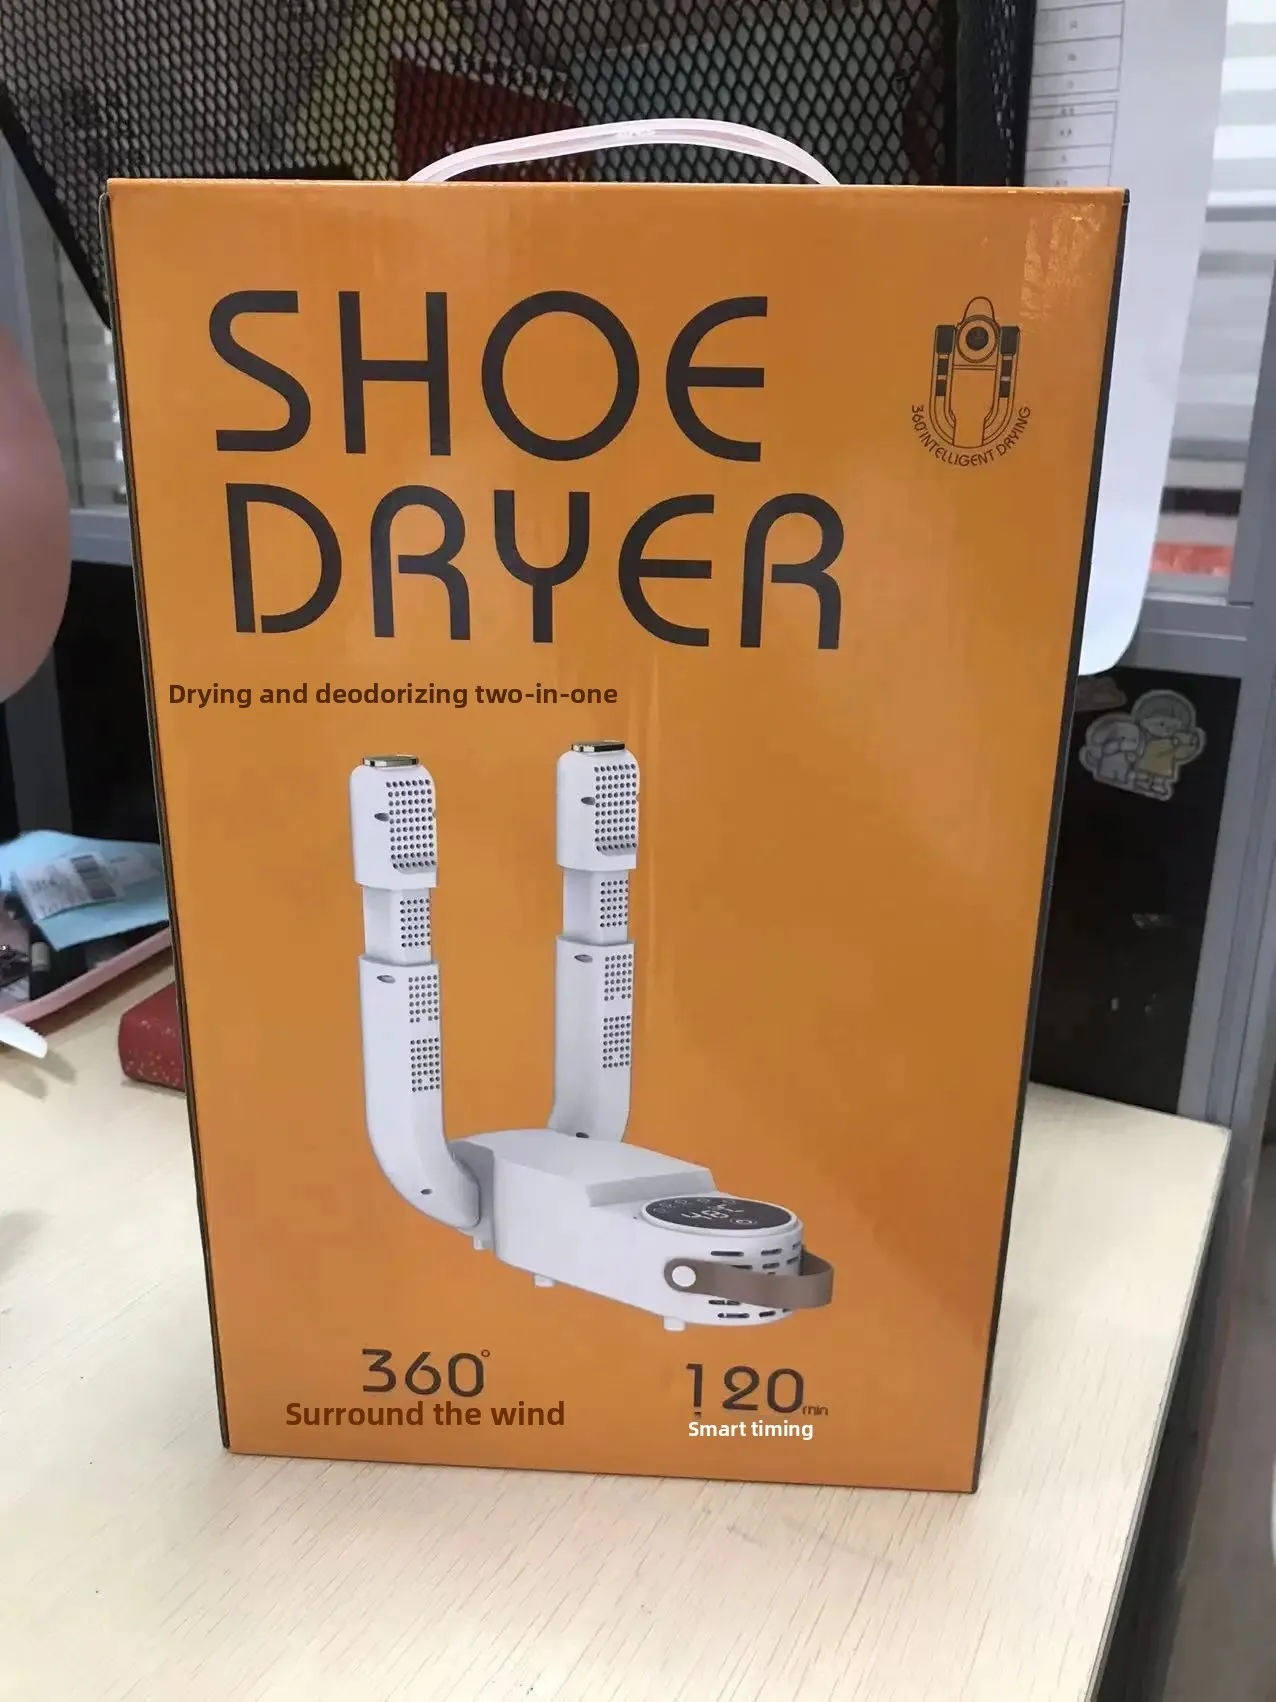 SHOE
DRYER
360°INTELLIGENT DRYING
Drying and deodorizing two-in-one
360°
Surround the wind
120min
Smart timing